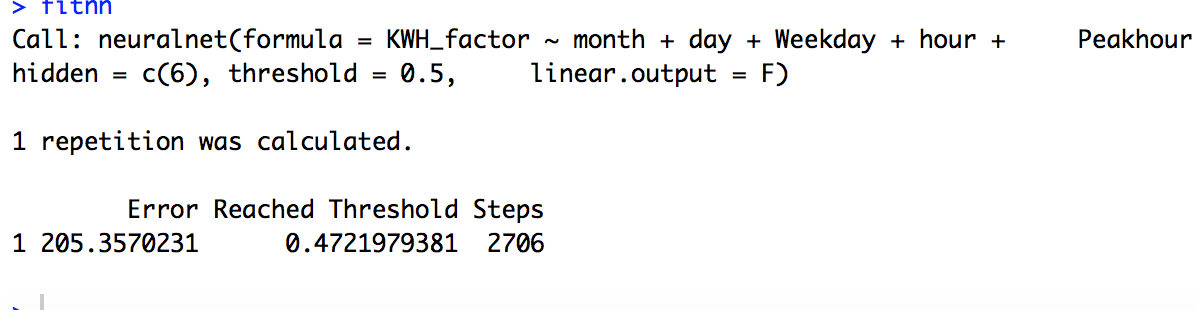 > fitnn
Call: neuralnet(formula = KWH_factor ~ month + day + Weekday + hour +     Peakhour
hidden = c(6), threshold = 0.5,     linear.output = F)
1 repetition was calculated.
Error Reached Threshold Steps
1 205.3570231      0.4721979381  2706
>